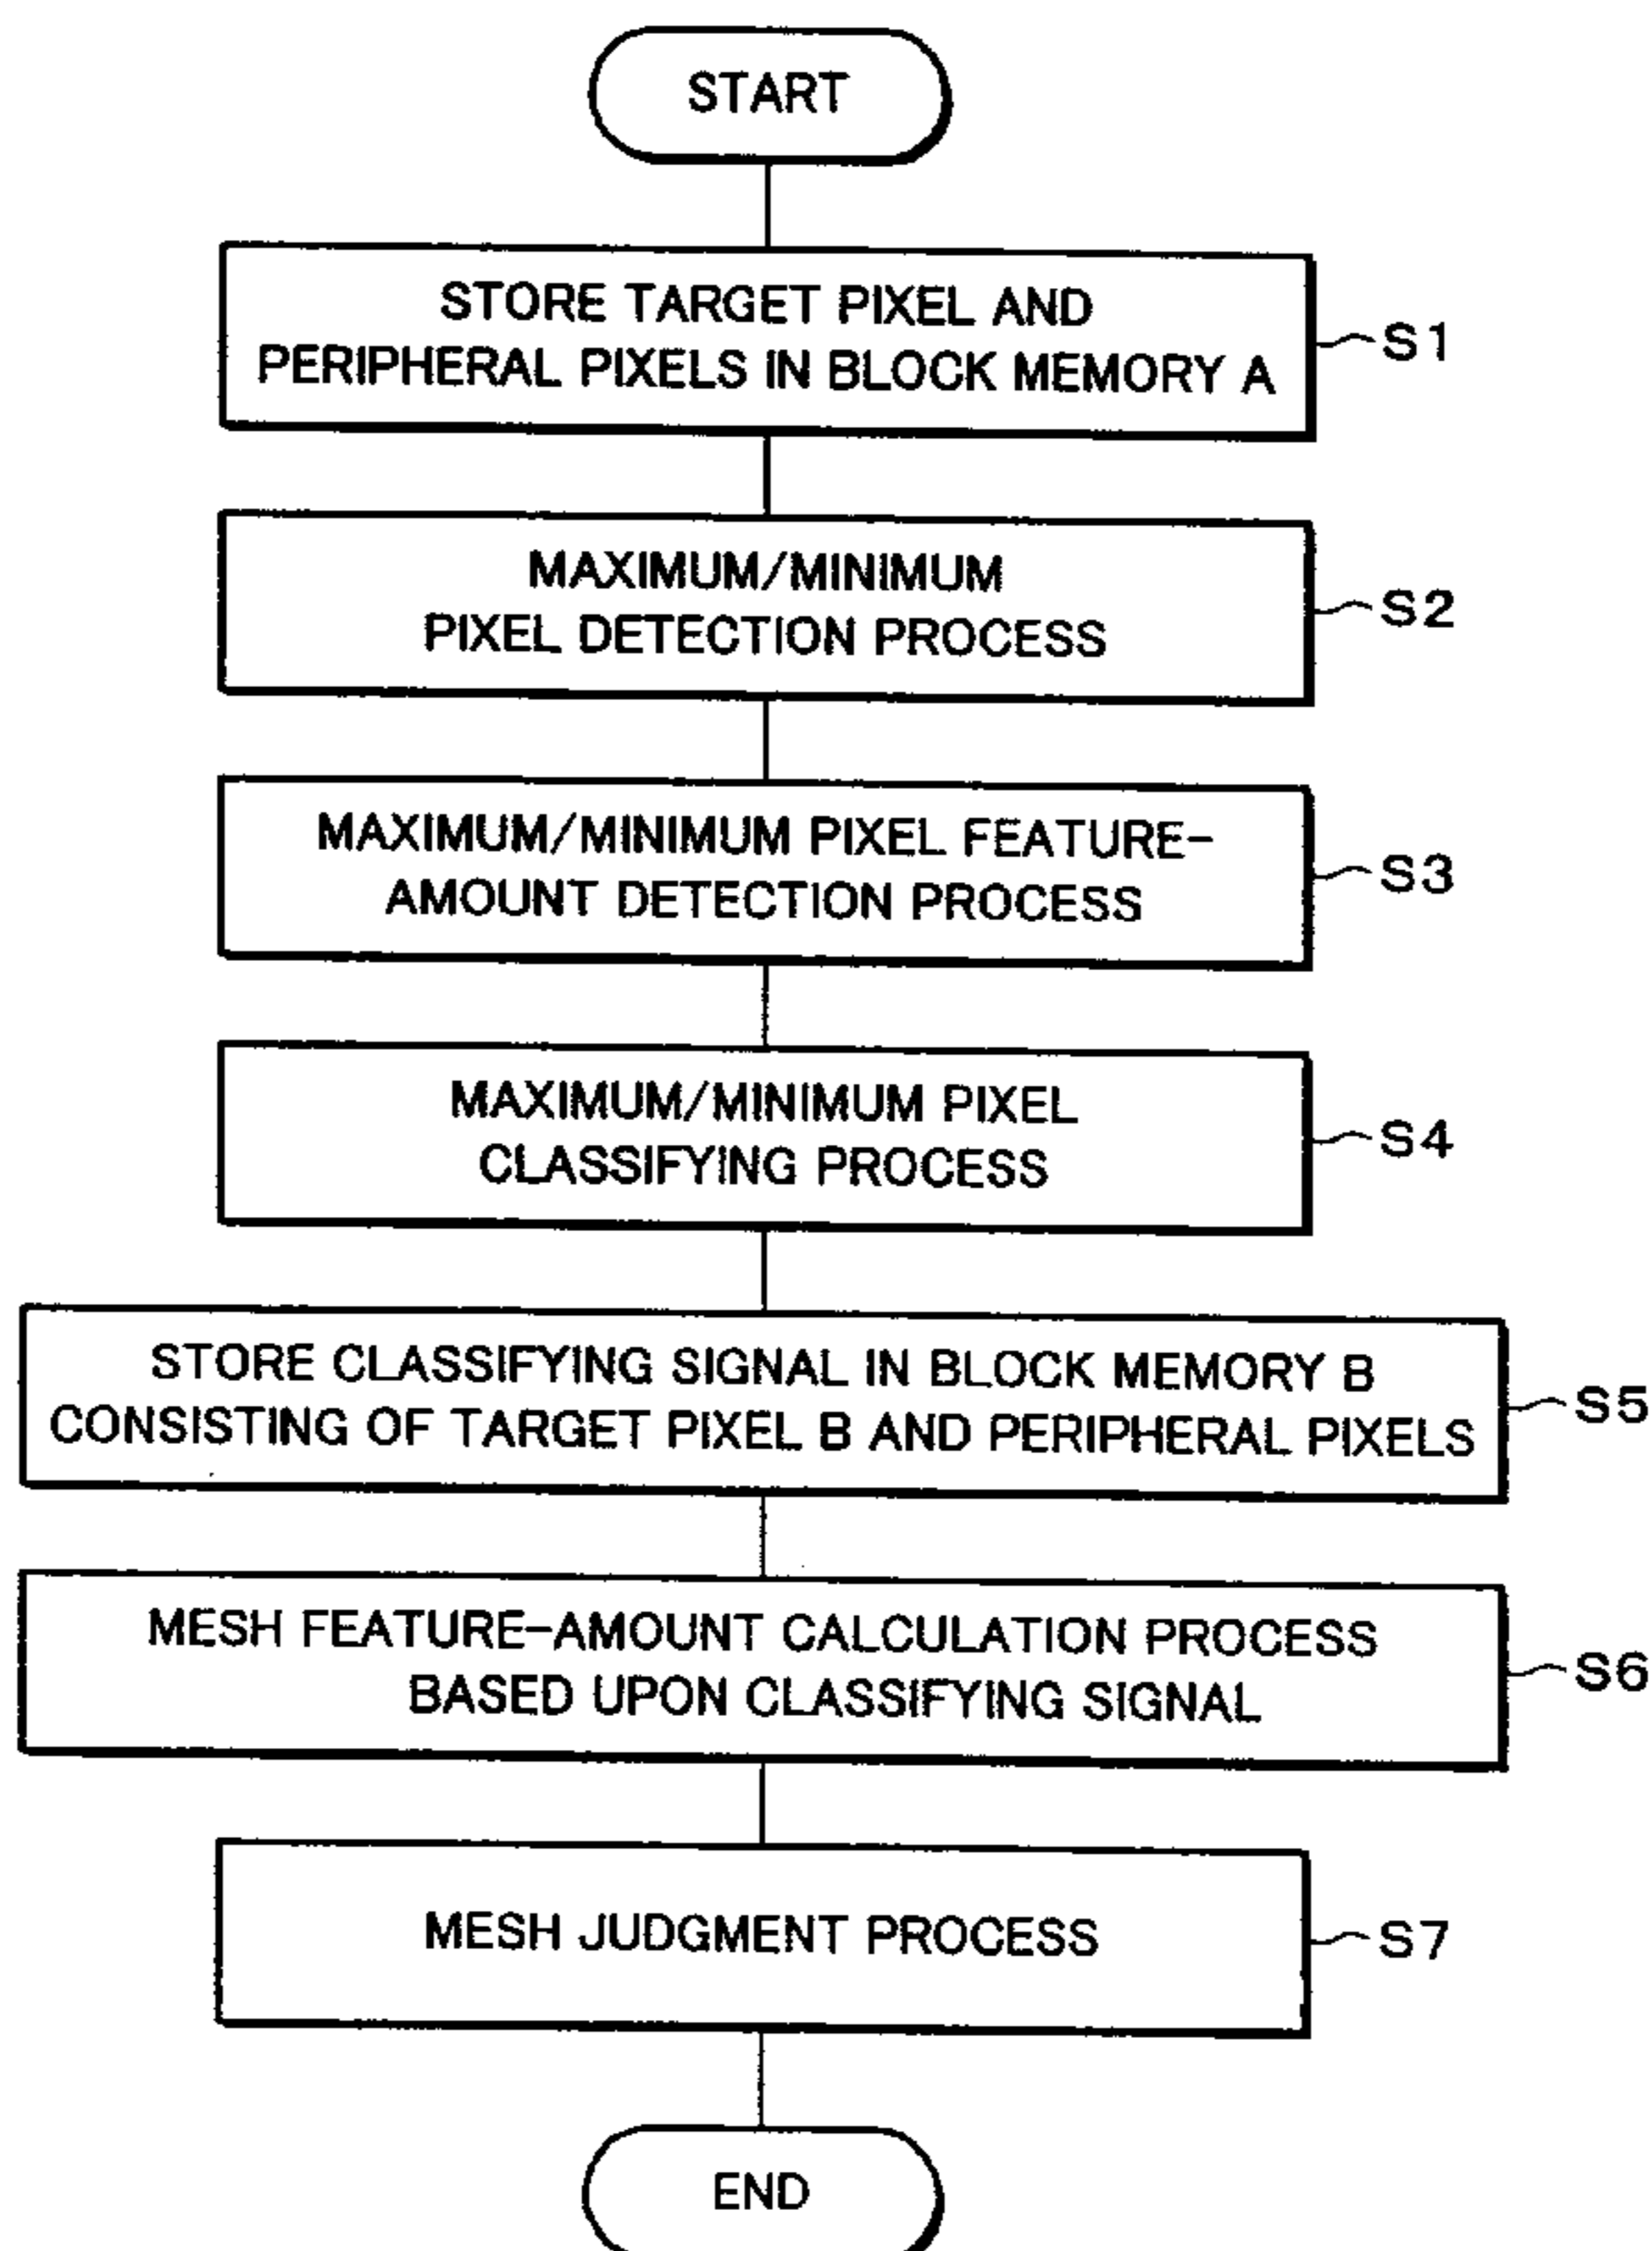 START
STORE TARGET PIXEL AND
PERIPHERAL PIXELS IN BLOCK MEMORY A
S1
MAXIMUM/MINIMUM
PIXEL DETECTION PROCESS
S2
MAXIMUM/MINIMUM PIXEL FEATURE-
AMOUNT DETECTION PROCESS
S3
MAXIMUM/MINIMUM PIXEL
CLASSIFYING PROCESS
S4
STORE CLASSIFYING SIGNAL IN BLOCK MEMORY B
CONSISTING OF TARGET PIXEL B AND PERIPHERAL PIXELS
S5
MESH FEATURE-AMOUNT CALCULATION PROCESS
BASED UPON CLASSIFYING SIGNAL
S6
MESH JUDGMENT PROCESS
S7
END